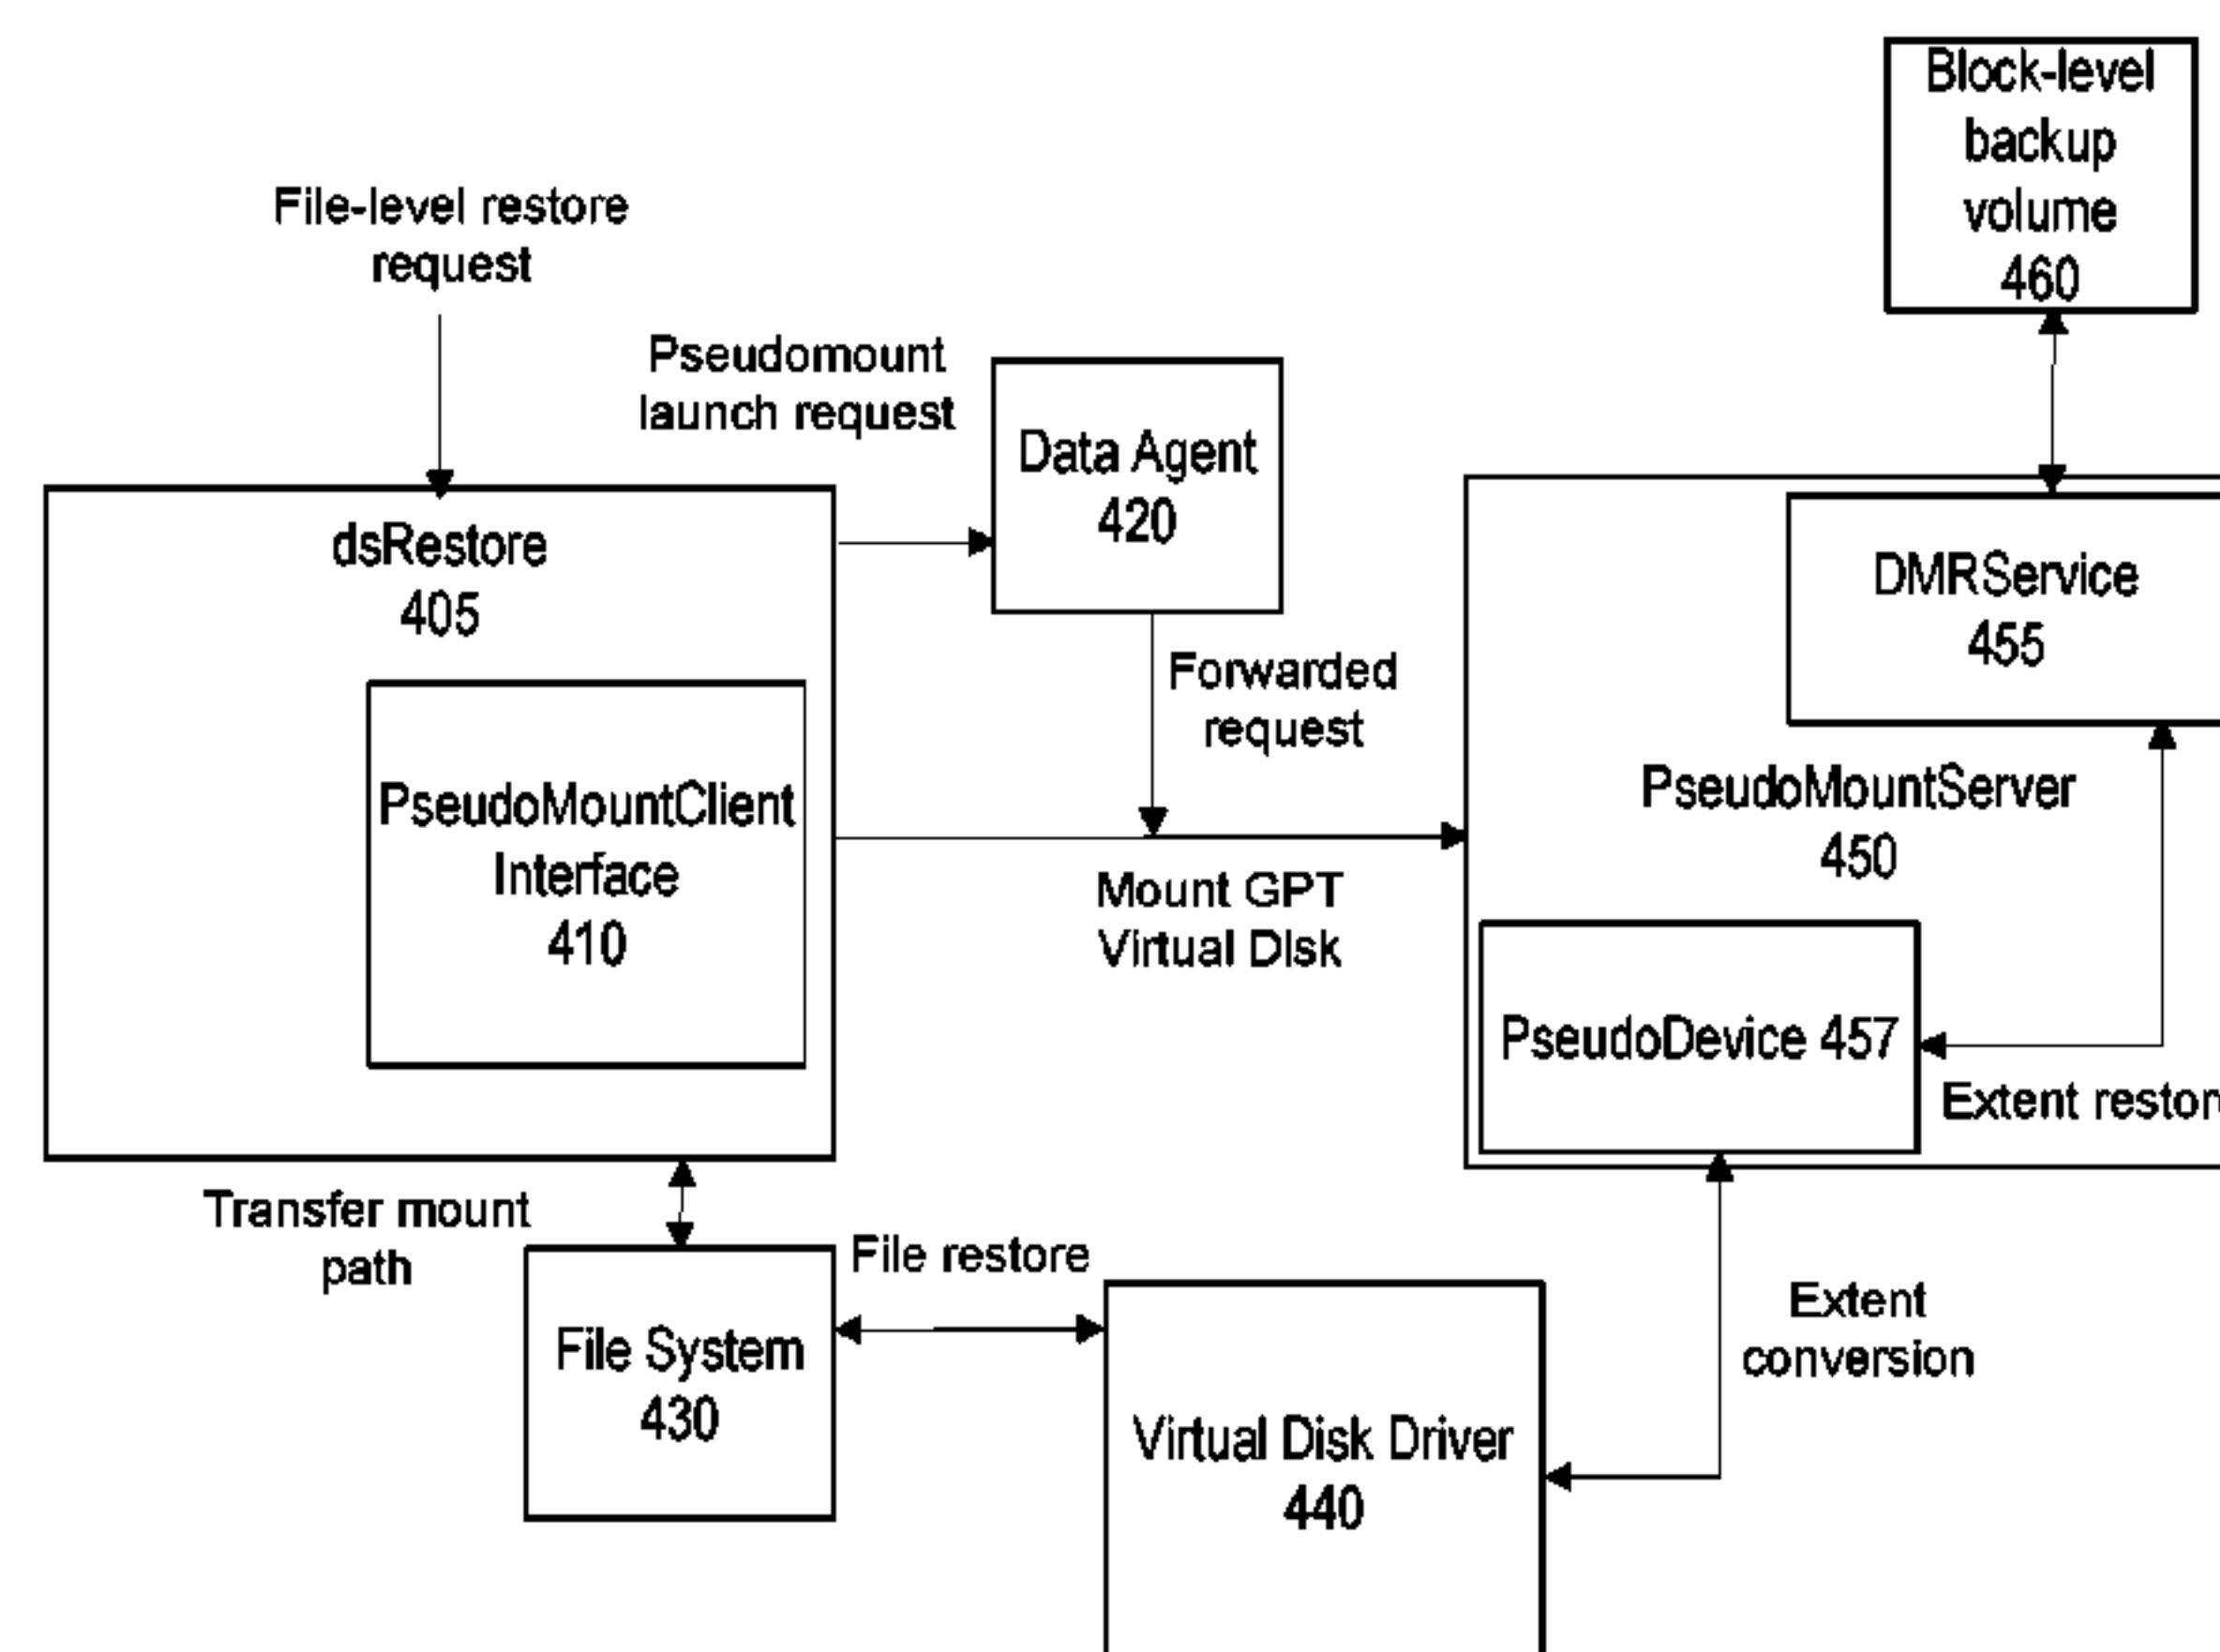 Block-level
backup
volume
460
File-level restore
request
Pseudomount
launch request
Data Agent
420
dsRestore
405
DMRService
455
Forwarded
request
PseudoMountClient
Interface
410
PseudoMountServer
450
Mount GPT
Virtual Disk
PseudoDevice 457
Extent restor
Transfer mount
path
File restore
File System
430
Extent
conversion
Virtual Disk Driver
440